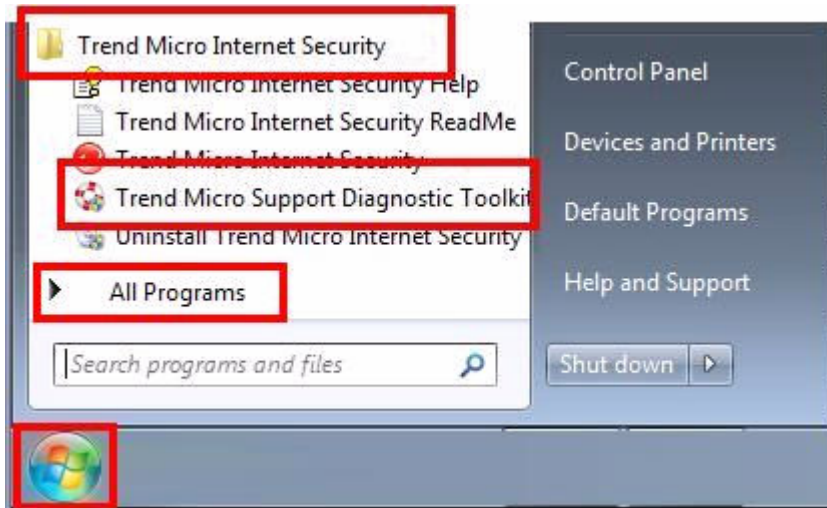 Trend Micro Internet Security
Trend Micro Internet Security Help
Trend Micro Internet Security ReadMe
Trend Micro Internet Security
Trend Micro Support Diagnostic Toolkit
Uninstall Trend Micro Internet Security
All Programs
Search programs and files
Control Panel
Devices and Printers
Default Programs
Help and Support
Shut down